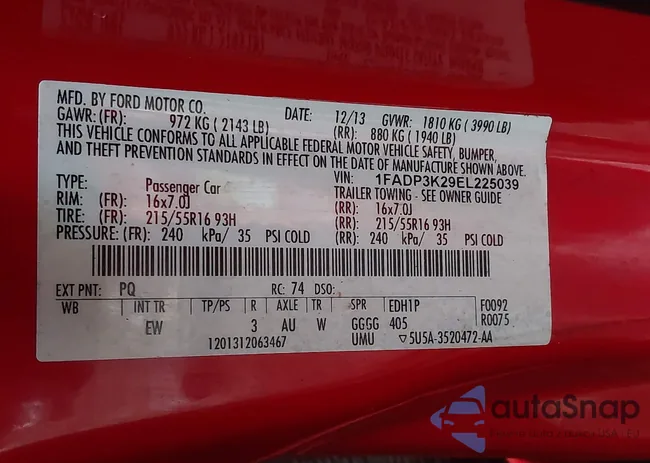 MFD. BY FORD MOTOR CO.
DATE: 12/13 GVWR: 1810 KG (3990 LB)
GAWR: (FR): 972 KG (2143 LB) (RR): 880 KG (1940 LB)
THIS VEHICLE CONFORMS TO ALL APPLICABLE FEDERAL MOTOR VEHICLE SAFETY, BUMPER,
AND THEFT PREVENTION STANDARDS IN EFFECT ON THE DATE OF MANUFACTURE SHOWN ABOVE.
VIN: 1FADP3K29EL225039
TYPE: Passenger Car TRAILER TOWING - SEE OWNER GUIDE
RIM: (FR): 16x7.0J (RR): 16x7.0J
TIRE: (FR): 215/55R16 93H (RR): 215/55R16 93H
PRESSURE: (FR): 240 kPa/ 35 PSI COLD (RR): 240 kPa/ 35 PSI COLD
EXT PNT: PQ RC: 74 DSO:
WB INT TR TP/PS R AXLE TR SPR EDH1P F0092
EW 3 AU W GGGG 405 R0075
1201312063467 UMU ▽5U5A-3520472-AA
autoSnap